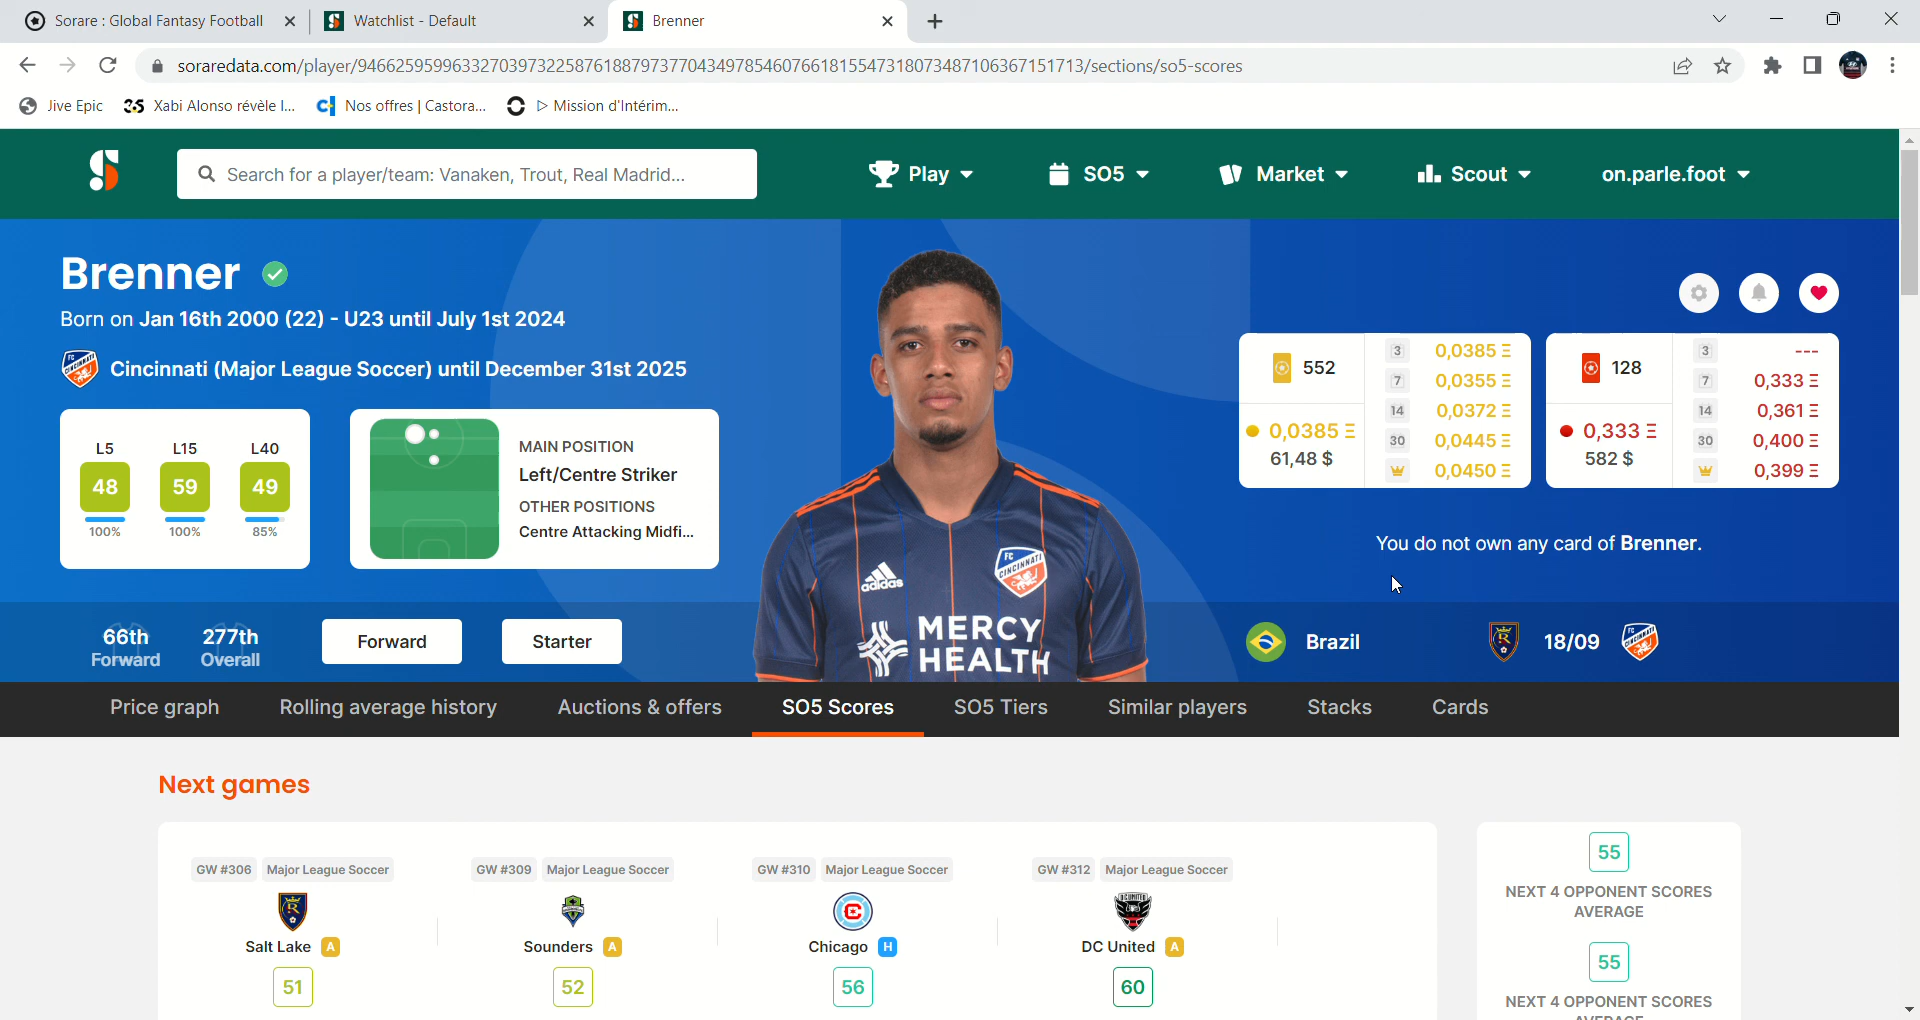 Sorare : Global Fantasy Football
Watchlist - Default
Brenner
soraredata.com/player/94662595996332703973225876188797377043497854607661815547318073487106367151713/sections/so5-scores
Jive Epic
365 Xabi Alonso révèle l...
Nos offres | Castora...
▷ Mission d'Intérim...
Search for a player/team: Vanaken, Trout, Real Madrid...
Play
SO5
Market
Scout
on.parle.foot
Brenner
Born on Jan 16th 2000 (22) - U23 until July 1st 2024
Cincinnati (Major League Soccer) until December 31st 2025
L5 L15 L40
48 59 49
100% 100% 85%
MAIN POSITION
Left/Centre Striker
OTHER POSITIONS
Centre Attacking Midfi...
FC CINCINNATI
adidas
MERCY
HEALTH
552
0,0385 Ξ
61,48 $
3 0,0385 Ξ
7 0,0355 Ξ
14 0,0372 Ξ
30 0,0445 Ξ
0,0450 Ξ
128
0,333 Ξ
582 $
3 ---
7 0,333 Ξ
14 0,361 Ξ
30 0,400 Ξ
0,399 Ξ
You do not own any card of Brenner.
66th
Forward
277th
Overall
Forward
Starter
Brazil
18/09
Price graph
Rolling average history
Auctions & offers
SO5 Scores
SO5 Tiers
Similar players
Stacks
Cards
Next games
GW #306 Major League Soccer
Salt Lake A
51
GW #309 Major League Soccer
Sounders A
52
GW #310 Major League Soccer
Chicago H
56
GW #312 Major League Soccer
DC United A
60
55
NEXT 4 OPPONENT SCORES
AVERAGE
55
NEXT 4 OPPONENT SCORES
AVERAGE